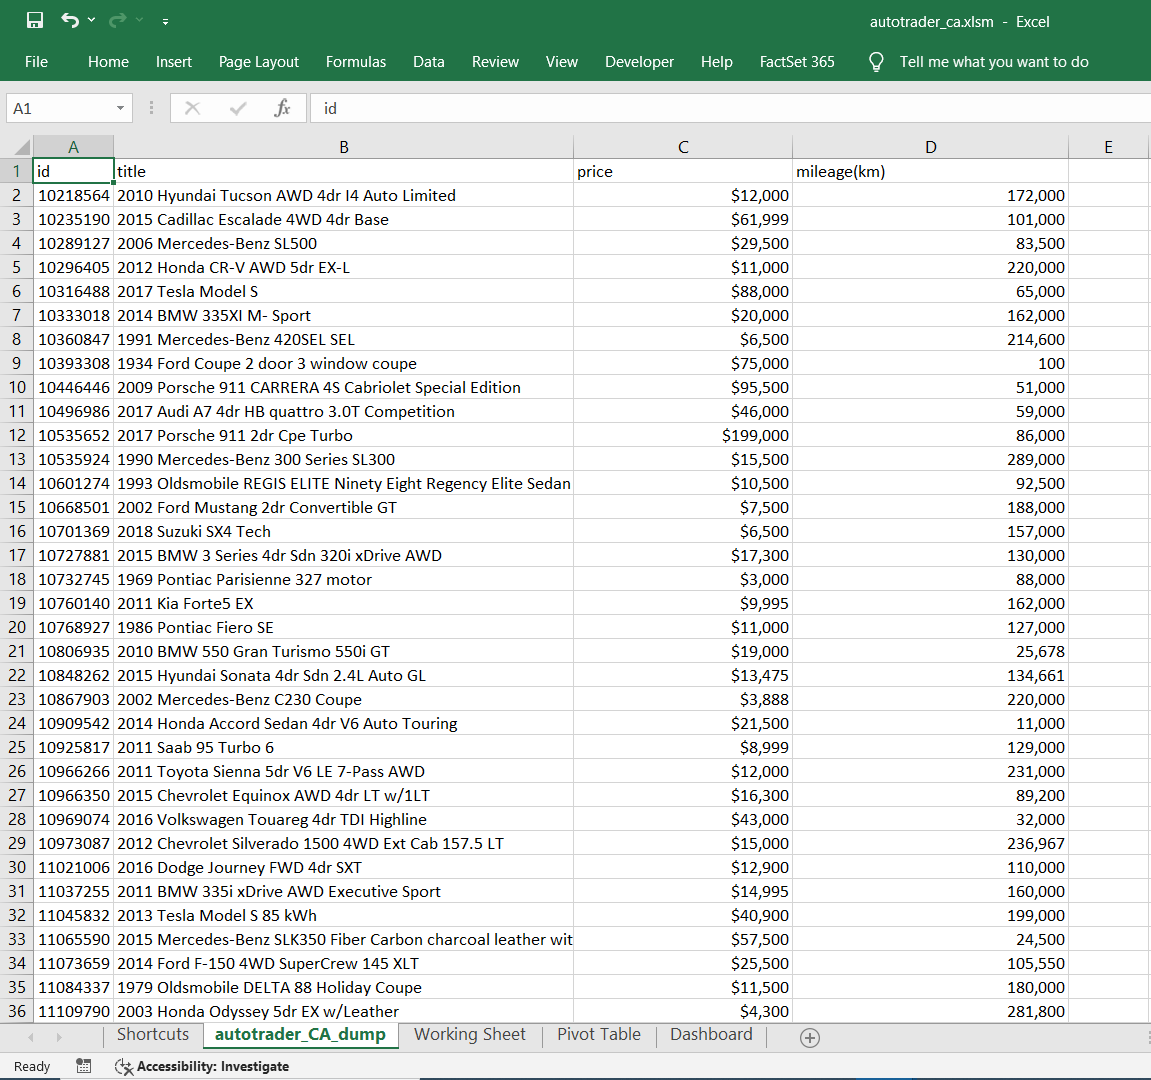 autotrader_ca.xlsm - Excel
File Home Insert Page Layout Formulas Data Review View Developer Help FactSet 365 Tell me what you want to do
A1 fx id
A B C D E
1 id title price mileage(km)
2 10218564 2010 Hyundai Tucson AWD 4dr I4 Auto Limited $12,000 172,000
3 10235190 2015 Cadillac Escalade 4WD 4dr Base $61,999 101,000
4 10289127 2006 Mercedes-Benz SL500 $29,500 83,500
5 10296405 2012 Honda CR-V AWD 5dr EX-L $11,000 220,000
6 10316488 2017 Tesla Model S $88,000 65,000
7 10333018 2014 BMW 335XI M- Sport $20,000 162,000
8 10360847 1991 Mercedes-Benz 420SEL SEL $6,500 214,600
9 10393308 1934 Ford Coupe 2 door 3 window coupe $75,000 100
10 10446446 2009 Porsche 911 CARRERA 4S Cabriolet Special Edition $95,500 51,000
11 10496986 2017 Audi A7 4dr HB quattro 3.0T Competition $46,000 59,000
12 10535652 2017 Porsche 911 2dr Cpe Turbo $199,000 86,000
13 10535924 1990 Mercedes-Benz 300 Series SL300 $15,500 289,000
14 10601274 1993 Oldsmobile REGIS ELITE Ninety Eight Regency Elite Sedan $10,500 92,500
15 10668501 2002 Ford Mustang 2dr Convertible GT $7,500 188,000
16 10701369 2018 Suzuki SX4 Tech $6,500 157,000
17 10727881 2015 BMW 3 Series 4dr Sdn 320i xDrive AWD $17,300 130,000
18 10732745 1969 Pontiac Parisienne 327 motor $3,000 88,000
19 10760140 2011 Kia Forte5 EX $9,995 162,000
20 10768927 1986 Pontiac Fiero SE $11,000 127,000
21 10806935 2010 BMW 550 Gran Turismo 550i GT $19,000 25,678
22 10848262 2015 Hyundai Sonata 4dr Sdn 2.4L Auto GL $13,475 134,661
23 10867903 2002 Mercedes-Benz C230 Coupe $3,888 220,000
24 10909542 2014 Honda Accord Sedan 4dr V6 Auto Touring $21,500 11,000
25 10925817 2011 Saab 95 Turbo 6 $8,999 129,000
26 10966266 2011 Toyota Sienna 5dr V6 LE 7-Pass AWD $12,000 231,000
27 10966350 2015 Chevrolet Equinox AWD 4dr LT w/1LT $16,300 89,200
28 10969074 2016 Volkswagen Touareg 4dr TDI Highline $43,000 32,000
29 10973087 2012 Chevrolet Silverado 1500 4WD Ext Cab 157.5 LT $15,000 236,967
30 11021006 2016 Dodge Journey FWD 4dr SXT $12,900 110,000
31 11037255 2011 BMW 335i xDrive AWD Executive Sport $14,995 160,000
32 11045832 2013 Tesla Model S 85 kWh $40,900 199,000
33 11065590 2015 Mercedes-Benz SLK350 Fiber Carbon charcoal leather wit $57,500 24,500
34 11073659 2014 Ford F-150 4WD SuperCrew 145 XLT $25,500 105,550
35 11084337 1979 Oldsmobile DELTA 88 Holiday Coupe $11,500 180,000
36 11109790 2003 Honda Odyssey 5dr EX w/Leather $4,300 281,800
Shortcuts autotrader_CA_dump Working Sheet Pivot Table Dashboard
Ready Accessibility: Investigate